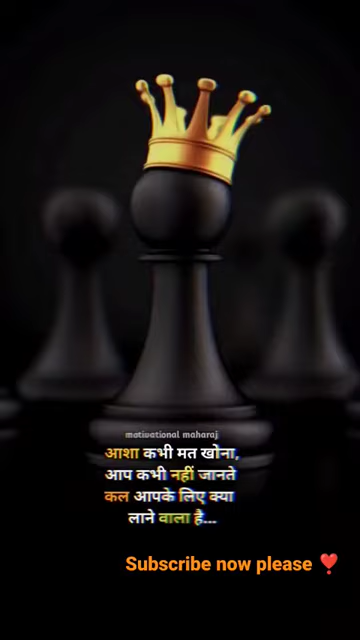 motivational maharaj
आशा कभी मत खोना,
आप कभी नहीं जानते
कल आपके लिए क्या
लाने वाला है...
Subscribe now please ❣️